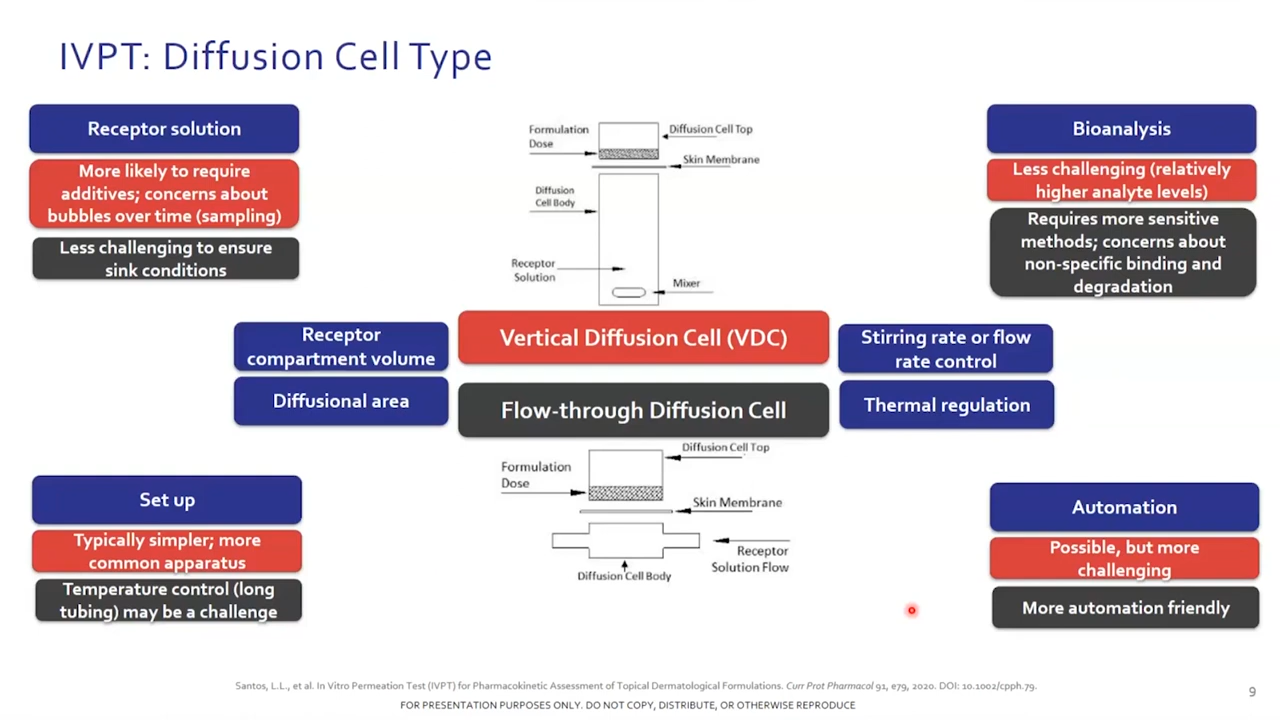 IVPT: Diffusion Cell Type
Receptor solution
More likely to require
additives; concerns about
bubbles over time (sampling)
Less challenging to ensure
sink conditions
Formulation
Dose
Diffusion Cell Top
Skin Membrane
Diffusion
Cell Body
Receptor
Solution
Mixer
Bioanalysis
Less challenging (relatively
higher analyte levels)
Requires more sensitive
methods; concerns about
non-specific binding and
degradation
Receptor
compartment volume
Diffusional area
Vertical Diffusion Cell (VDC)
Flow-through Diffusion Cell
Stirring rate or flow
rate control
Thermal regulation
Set up
Typically simpler; more
common apparatus
Temperature control (long
tubing) may be a challenge
Diffusion Cell Top
Formulation
Dose
Skin Membrane
Receptor
Solution Flow
Diffusion Cell Body
Automation
Possible, but more
challenging
More automation friendly
Santos, L.L., et al. In Vitro Permeation Test (IVPT) for Pharmacokinetic Assessment of Topical Dermatological Formulations. Curr Prot Pharmacol 91, e79, 2020. DOI: 10.1002/cpph.79.
FOR PRESENTATION PURPOSES ONLY. DO NOT COPY, DISTRIBUTE, OR OTHERWISE REPRODUCE
9